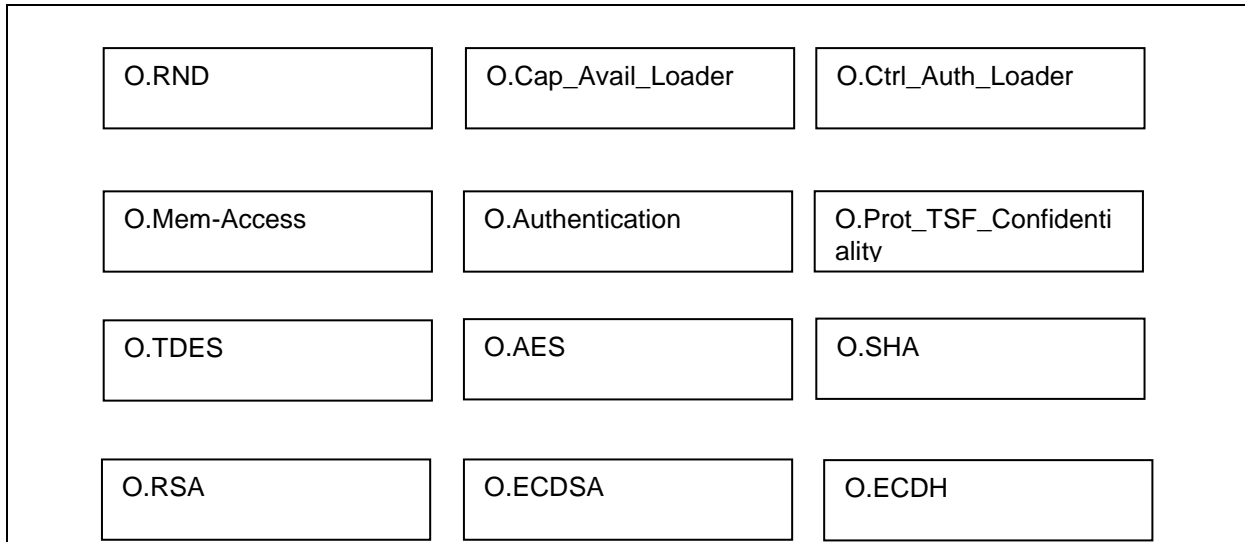 O.RND
O.Cap_Avail_Loader
O.Ctrl_Auth_Loader
O.Mem-Access
O.Authentication
O.Prot_TSF_Confidenti
ality
O.TDES
O.AES
O.SHA
O.RSA
O.ECDSA
O.ECDH